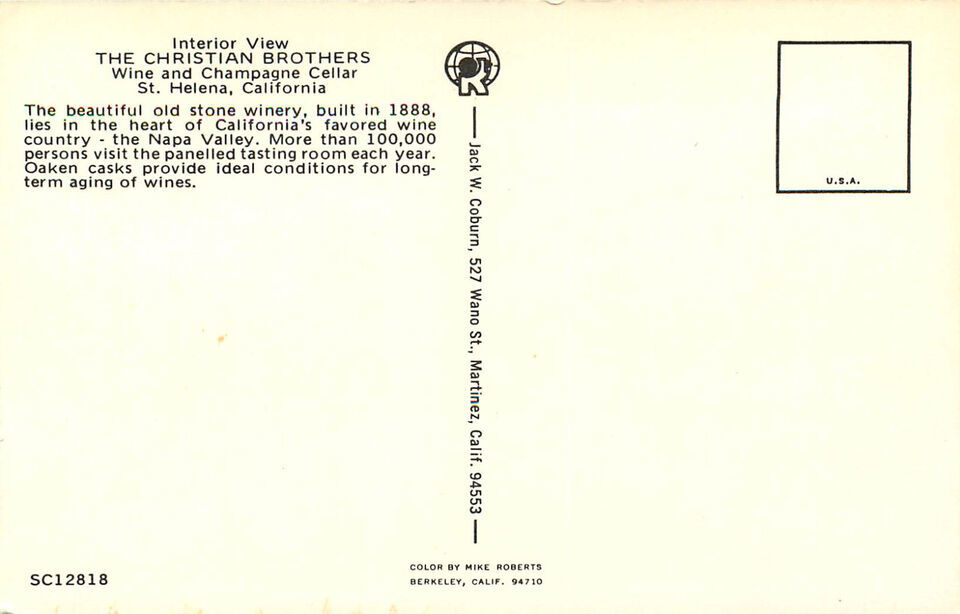 Interior View
THE CHRISTIAN BROTHERS
Wine and Champagne Cellar
St. Helena, California
The beautiful old stone winery, built in 1888,
lies in the heart of California's favored wine
country - the Napa Valley. More than 100,000
persons visit the panelled tasting room each year.
Oaken casks provide ideal conditions for long-
term aging of wines.
SC12818
R
Jack W. Coburn, 527 Wano St., Martinez, Calif. 94553
COLOR BY MIKE ROBERTS
BERKELEY, CALIF. 94710
U.S.A.